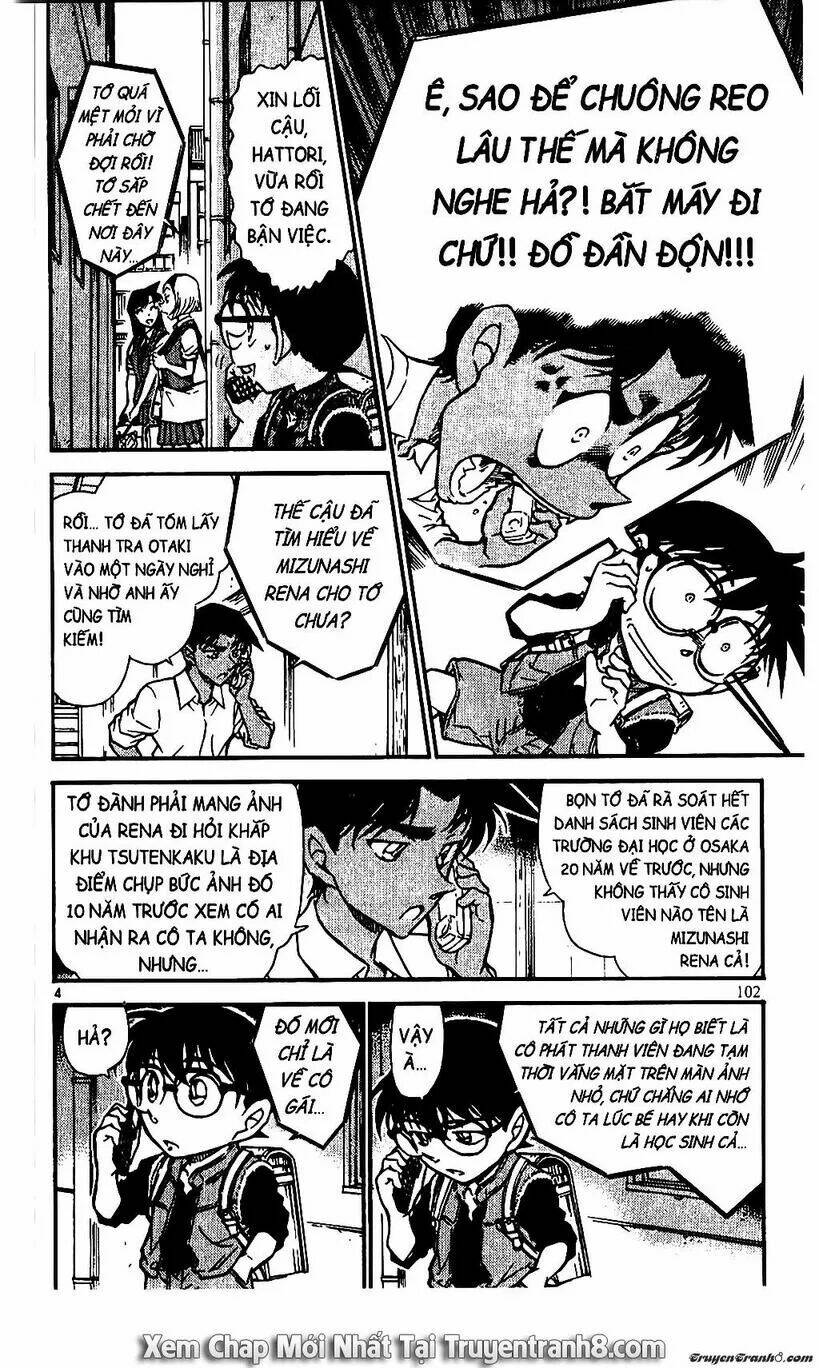 Ê, SAO ĐỂ CHUÔNG REO
LÂU THẾ MÀ KHÔNG
NGHE HẢ?! BẮT MÁY ĐI
CHỨ!! ĐỒ ĐẦN ĐỘN!!!
XIN LỖI
CẬU,
HATTORI,
VỪA RỒI
TỚ ĐANG
BẬN VIỆC.
TỚ QUÁ
MỆT MỎI VÌ
PHẢI CHỜ
ĐỢI RỒI!
TỚ SẮP
CHẾT ĐẾN
NƠI ĐÂY
NÀY...
THẾ CẬU ĐÃ
TÌM HIỂU VỀ
MIZUNASHI
RENA CHO TỚ
CHƯA?
RỒI... TỚ ĐÃ TÓM LẤY
THANH TRA OTAKI
VÀO MỘT NGÀY NGHỈ
VÀ NHỜ ANH ẤY
CÙNG TÌM
KIẾM!
BỌN TỚ ĐÃ RÀ SOÁT HẾT
DANH SÁCH SINH VIÊN CÁC
TRƯỜNG ĐẠI HỌC Ở OSAKA
20 NĂM VỀ TRƯỚC, NHƯNG
KHÔNG THẤY CÔ SINH
VIÊN NÀO TÊN LÀ
MIZUNASHI
RENA CẢ!
TỚ ĐÀNH PHẢI MANG ẢNH
CỦA RENA ĐI HỎI KHẮP
KHU TSUTENKAKU LÀ ĐỊA
ĐIỂM CHỤP BỨC ẢNH ĐÓ
10 NĂM TRƯỚC XEM CÓ AI
NHẬN RA CÔ TA KHÔNG,
NHƯNG...
4
102
TẤT CẢ NHỮNG GÌ HỌ BIẾT LÀ
CÔ PHÁT THANH VIÊN ĐANG TẠM
THỜI VẮNG MẶT TRÊN MÀN ẢNH
NHỎ, CHỨ CHẲNG AI NHỚ
CÔ TA LÚC BÉ HAY KHI CÒN
LÀ HỌC SINH CẢ...
VẬY
À...
ĐÓ MỚI
CHỈ LÀ
VỀ CÔ
GÁI...
HẢ?
Xem Chap Mới Nhất Tại Truyentranh8.com
TruyenTranh8.com